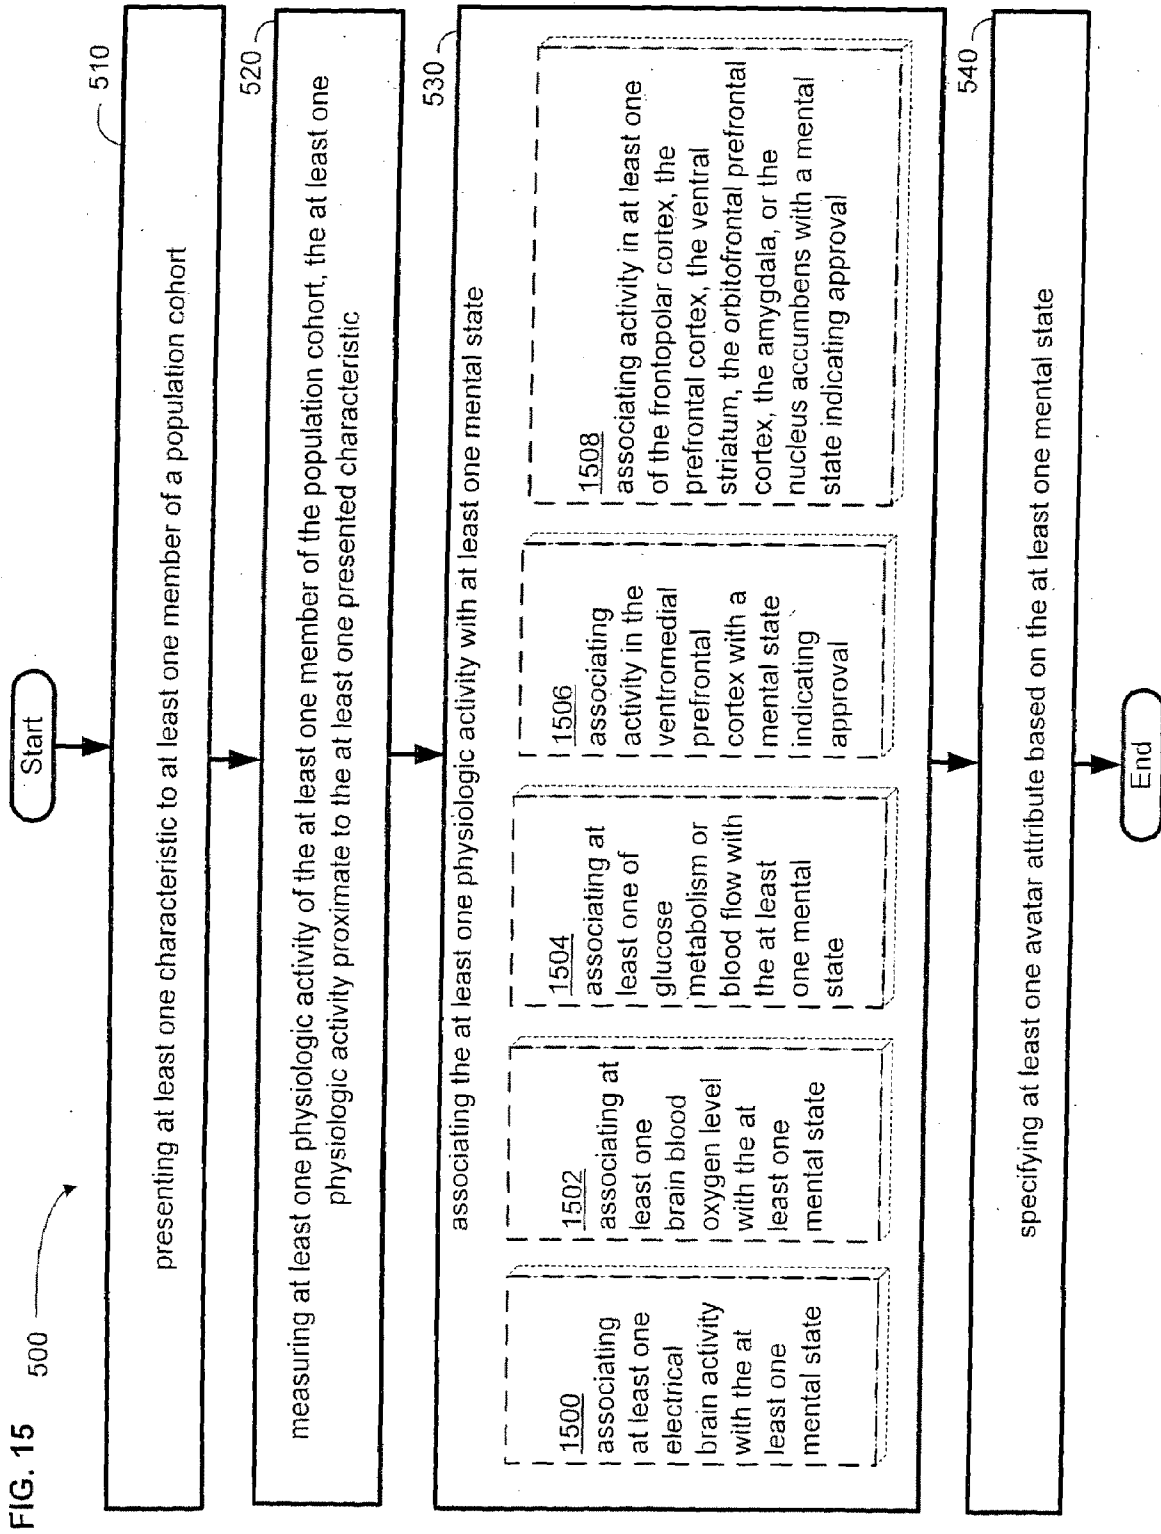 FIG. 15
500
Start
510
presenting at least one characteristic to at least one member of a population cohort
520
measuring at least one physiologic activity of the at least one member of the population cohort, the at least one
physiologic activity proximate to the at least one presented characteristic
530
associating the at least one physiologic activity with at least one mental state
1500
associating
at least one
electrical
brain activity
with the at
least one
mental state
1502
associating at
least one
brain blood
oxygen level
with the at
least one
mental state
1504
associating at
least one of
glucose
metabolism or
blood flow with
the at least
one mental
state
1506
associating
activity in the
ventromedial
prefrontal
cortex with a
mental state
indicating
approval
1508
associating activity in at least one
of the frontopolar cortex, the
prefrontal cortex, the ventral
striatum, the orbitofrontal prefrontal
cortex, the amygdala, or the
nucleus accumbens with a mental
state indicating approval
540
specifying at least one avatar attribute based on the at least one mental state
End